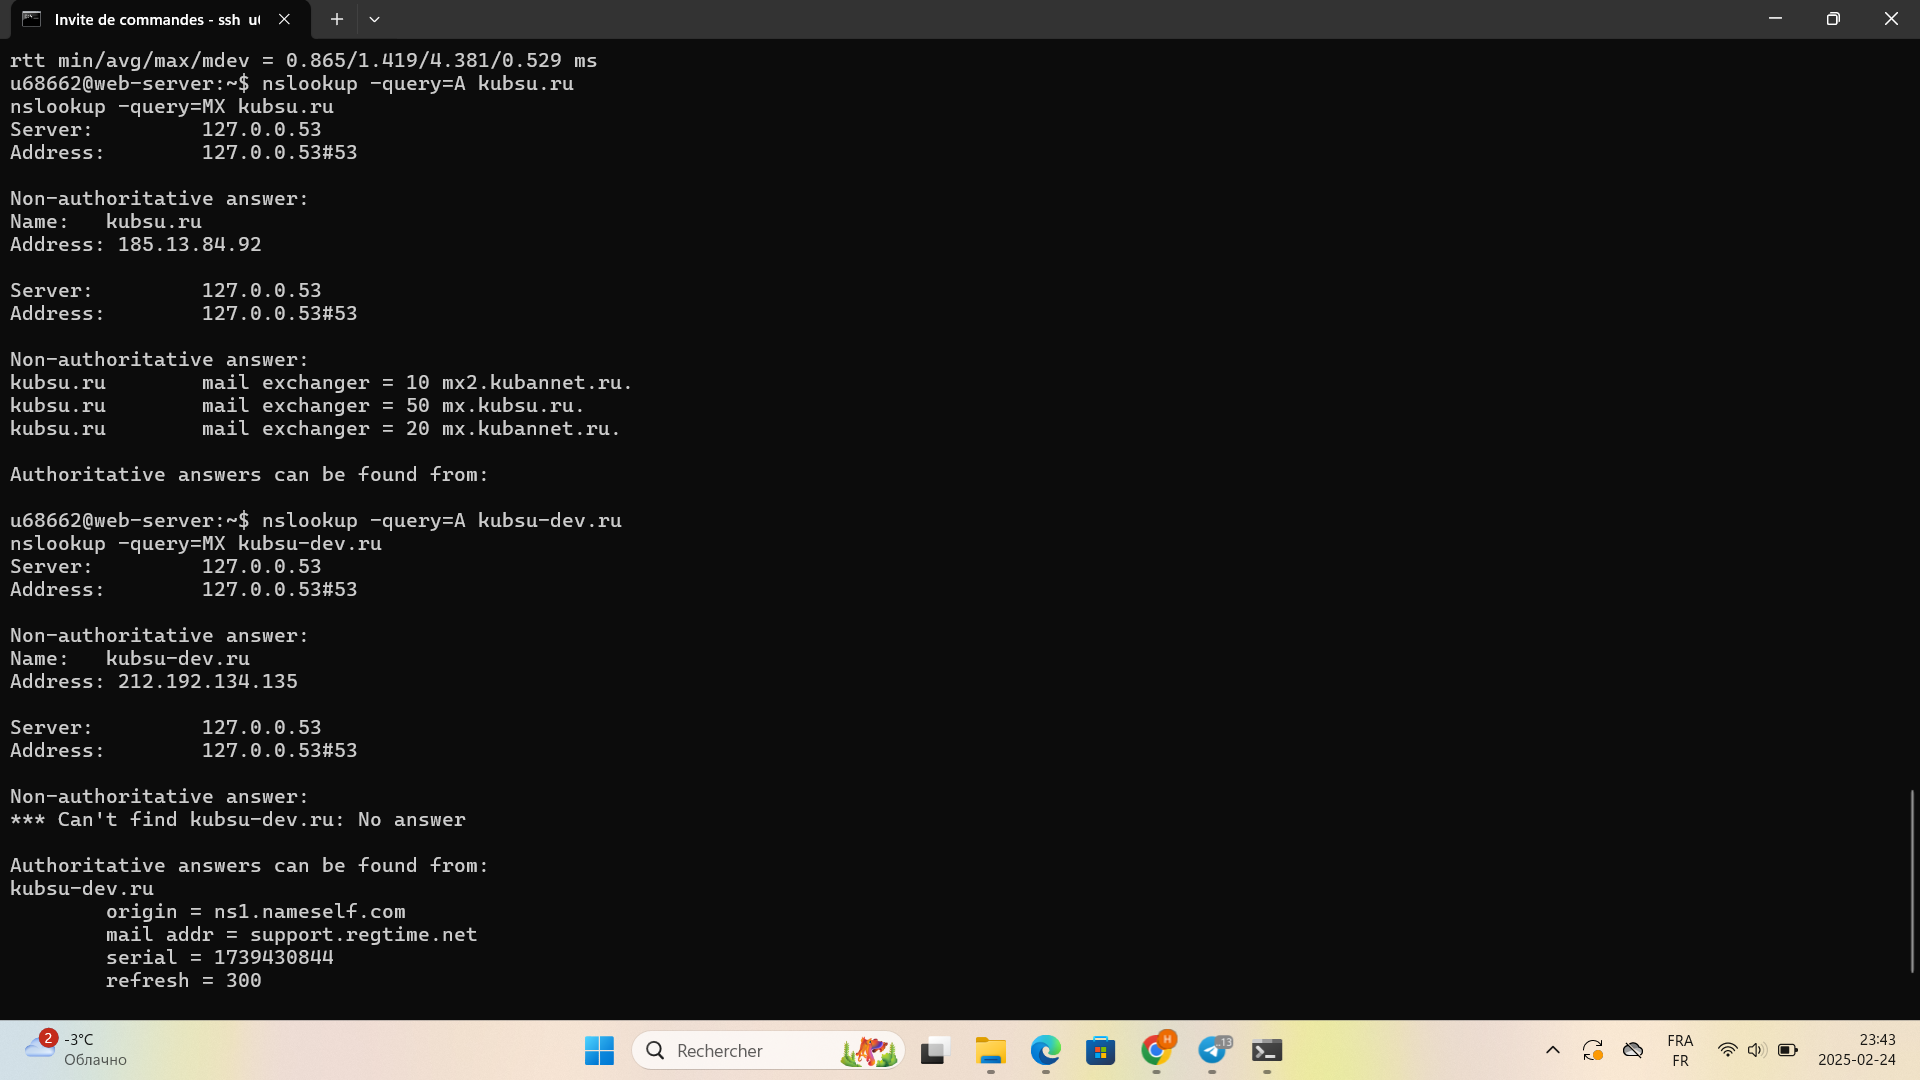 Invite de commandes - ssh u6
rtt min/avg/max/mdev = 0.865/1.419/4.381/0.529 ms
u68662@web-server:~$ nslookup -query=A kubsu.ru
nslookup -query=MX kubsu.ru
Server:         127.0.0.53
Address:        127.0.0.53#53
Non-authoritative answer:
Name:   kubsu.ru
Address: 185.13.84.92
Server:         127.0.0.53
Address:        127.0.0.53#53
Non-authoritative answer:
kubsu.ru        mail exchanger = 10 mx2.kubannet.ru.
kubsu.ru        mail exchanger = 50 mx.kubsu.ru.
kubsu.ru        mail exchanger = 20 mx.kubannet.ru.
Authoritative answers can be found from:
u68662@web-server:~$ nslookup -query=A kubsu-dev.ru
nslookup -query=MX kubsu-dev.ru
Server:         127.0.0.53
Address:        127.0.0.53#53
Non-authoritative answer:
Name:   kubsu-dev.ru
Address: 212.192.134.135
Server:         127.0.0.53
Address:        127.0.0.53#53
Non-authoritative answer:
*** Can't find kubsu-dev.ru: No answer
Authoritative answers can be found from:
kubsu-dev.ru
        origin = ns1.nameself.com
        mail addr = support.regtime.net
        serial = 1739430844
        refresh = 300
2
-3°C
Облачно
Rechercher
H
..13
FRA
FR
23:43
2025-02-24